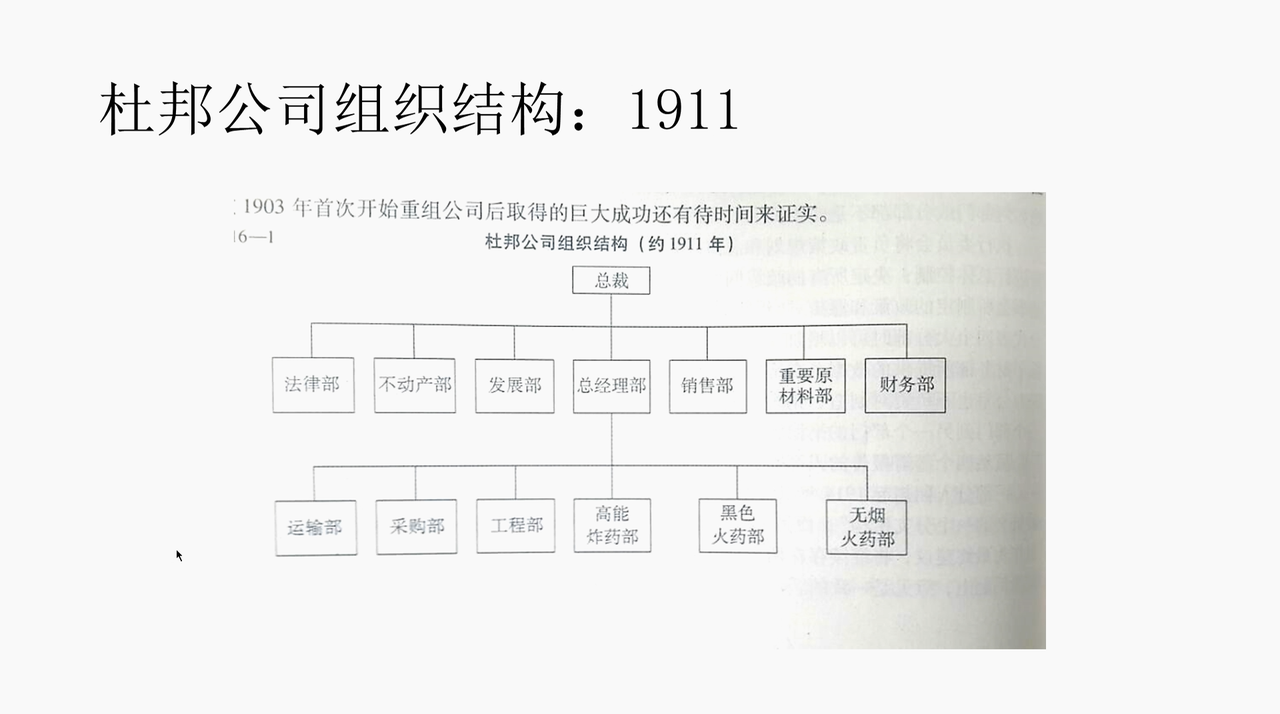 杜邦公司组织结构：1911
1903 年首次开始重组公司后取得的巨大成功还有待时间来证实。
16—1
杜邦公司组织结构（约 1911 年）
总裁
法律部 不动产部 发展部 总经理部 销售部 重要原
材料部 财务部
运输部 采购部 工程部 高能
炸药部 黑色
火药部 无烟
火药部